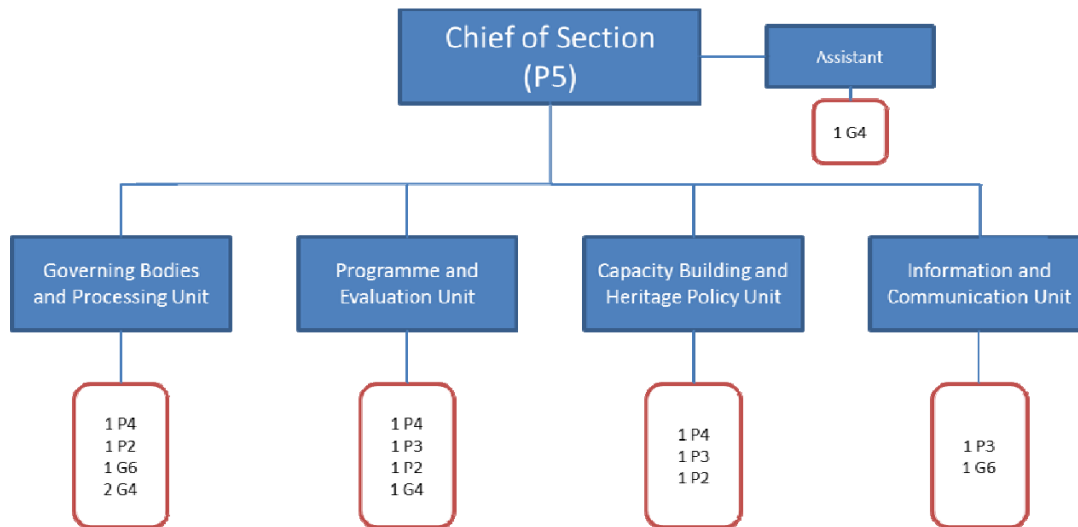 Chief of Section
(P5)
Assistant
1 G4
Governing Bodies
and Processing Unit
Programme and
Evaluation Unit
Capacity Building and
Heritage Policy Unit
Information and
Communication Unit
1 P4
1 P2
1 G6
2 G4
1 P4
1 P3
1 P2
1 G4
1 P4
1 P3
1 P2
1 P3
1 G6